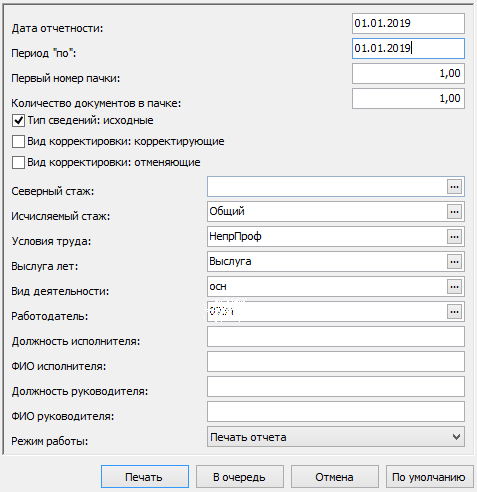 Дата отчетности: 01.01.2019
Период "по": 01.01.2019
Первый номер пачки: 1,00
Количество документов в пачке: 1,00
Тип сведений: исходные
Вид корректировки: корректирующие
Вид корректировки: отменяющие
Северный стаж: ...
Исчисляемый стаж: Общий ...
Условия труда: НепрПроф ...
Выслуга лет: Выслуга ...
Вид деятельности: осн ...
Работодатель: ...
Должность исполнителя:
ФИО исполнителя:
Должность руководителя:
ФИО руководителя:
Режим работы: Печать отчета
Печать В очередь Отмена По умолчанию